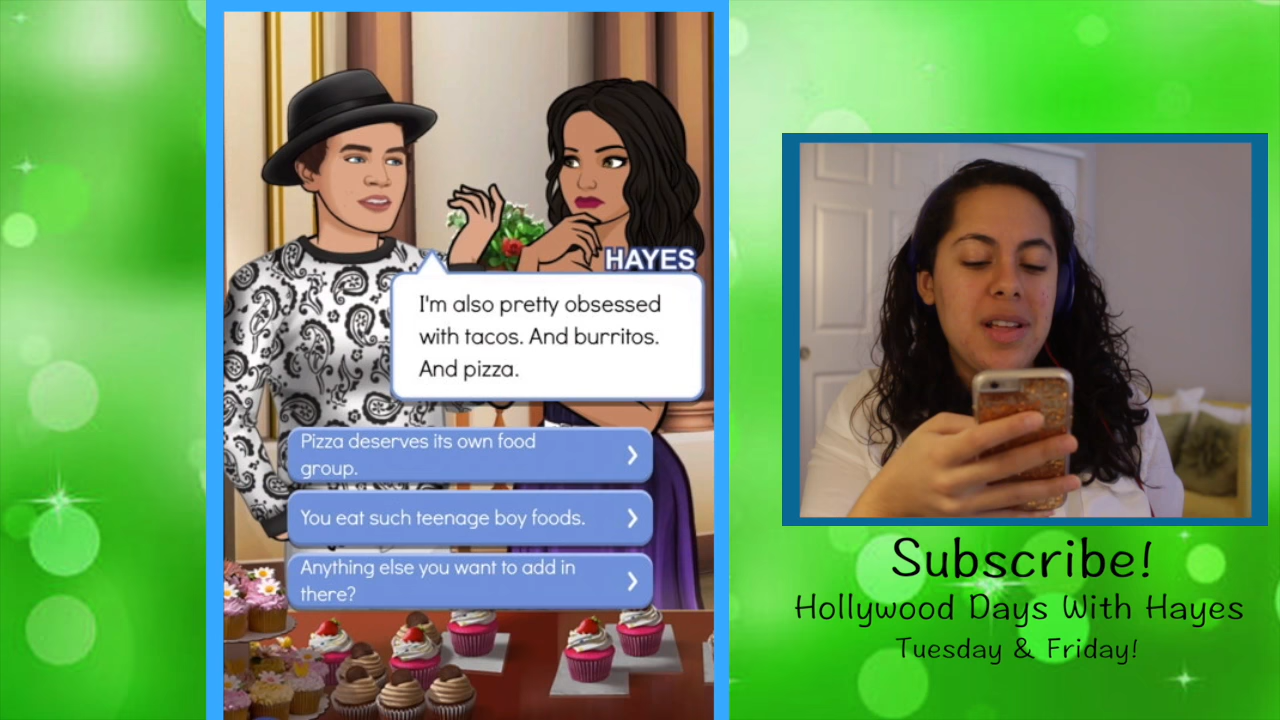 HAYES
I'm also pretty obsessed
with tacos. And burritos.
And pizza.
Pizza deserves its own food
group.
You eat such teenage boy foods.
Anything else you want to add in
there?
Subscribe!
Hollywood Days With Hayes
Tuesday & Friday!